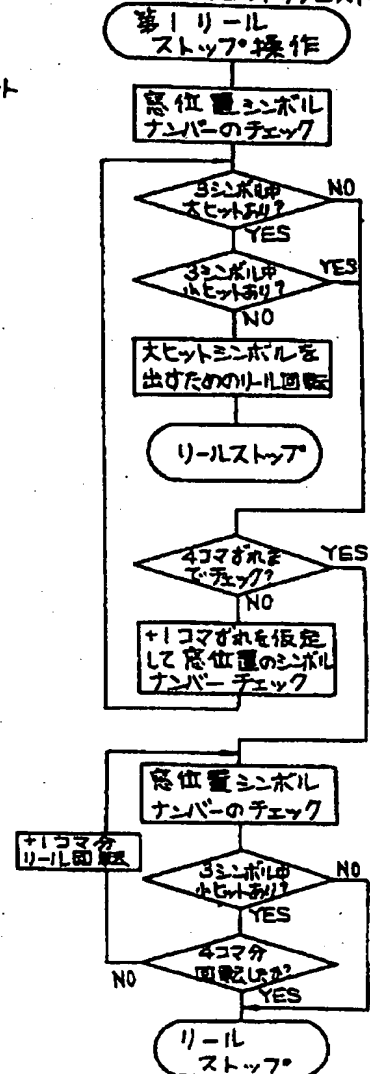 第1リール
ストップ操作
窓位置シンボル
ナンバーのチェック
3シンボル中
大ヒットあり?
NO
YES
3シンボル中
小ヒットあり?
YES
NO
大ヒットシンボルを
出すためのリール回転
リールストップ
4コマずれま
でチェック?
YES
NO
+1コマずれを仮定
して窓位置のシンボル
ナンバーチェック
窓位置シンボル
ナンバーのチェック
+1コマ分
リール回転
3シンボル中
小ヒットあり?
NO
YES
4コマ分
回転したか?
NO
YES
リール
ストップ